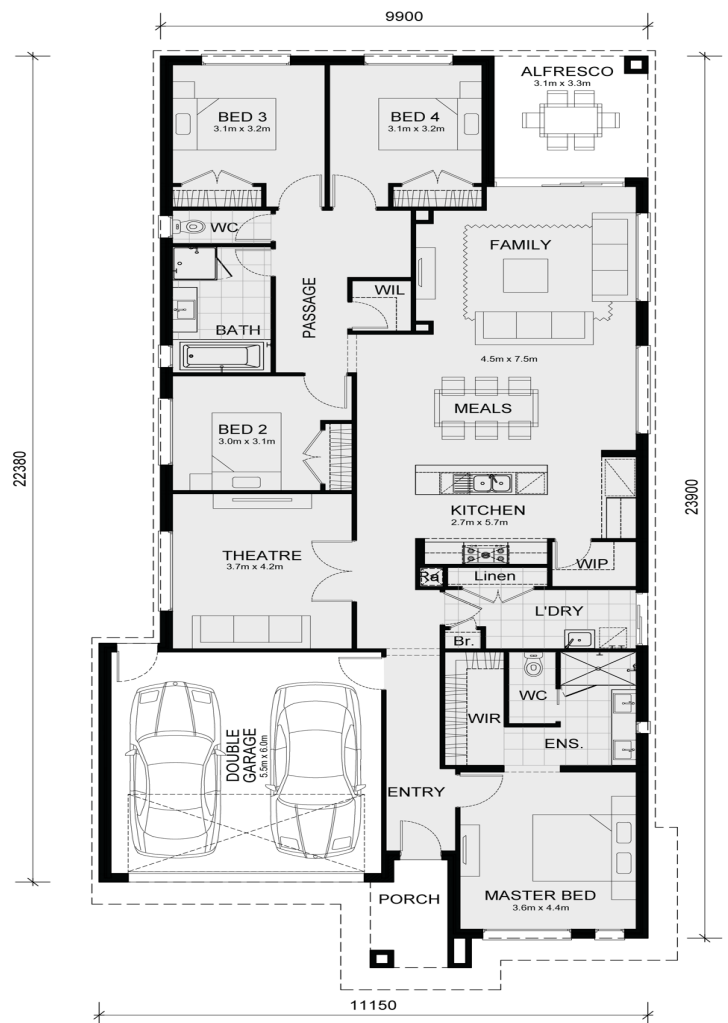 9900
ALFRESCO
3.1m x 3.3m
BED 3
3.1m x 3.2m
BED 4
3.1m x 3.2m
WC
FAMILY
WIL
PASSAGE
BATH
4.5m x 7.5m
MEALS
BED 2
3.0m x 3.1m
22380
23900
KITCHEN
2.7m x 5.7m
THEATRE
3.7m x 4.2m
WIP
Ra
Linen
L'DRY
Br.
WC
WIR
ENS.
DOUBLE
GARAGE
5.5m x 6.0m
ENTRY
PORCH
MASTER BED
3.6m x 4.4m
11150